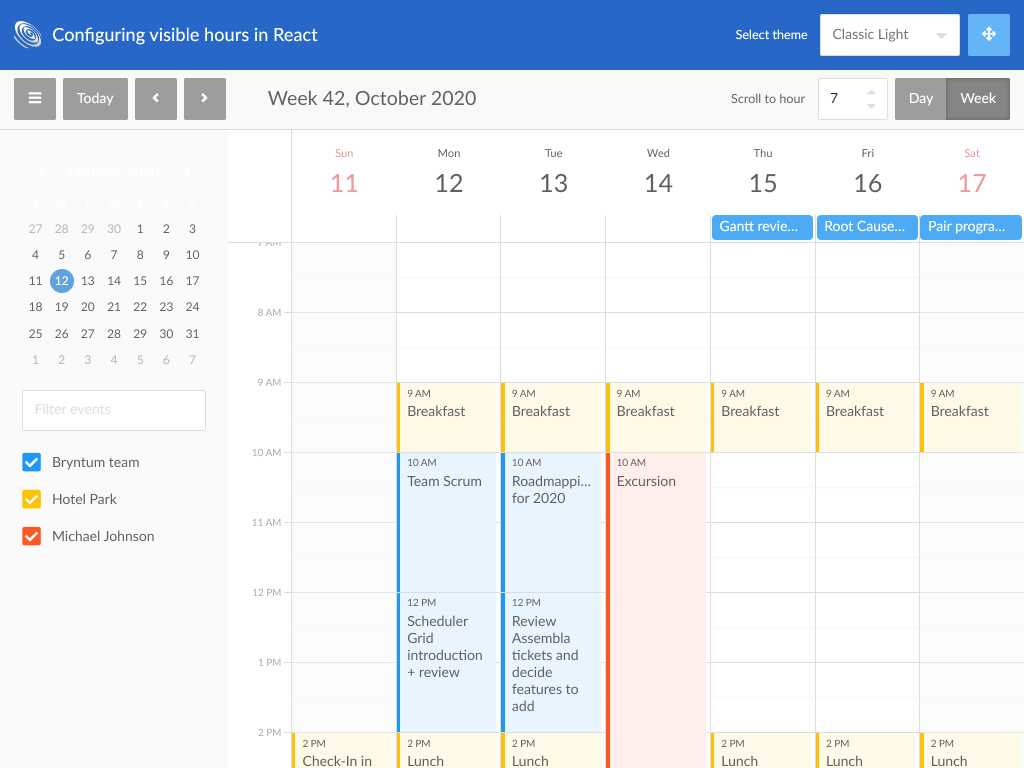 Configuring visible hours in React
Select theme
Classic Light
Today
Week 42, October 2020
Scroll to hour
7
Day
Week
October 2020
S M T W T F S
27 28 29 30 1 2 3
4 5 6 7 8 9 10
11 12 13 14 15 16 17
18 19 20 21 22 23 24
25 26 27 28 29 30 31
1 2 3 4 5 6 7
Filter events
Bryntum team
Hotel Park
Michael Johnson
Sun Mon Tue Wed Thu Fri Sat
11 12 13 14 15 16 17
Gantt revie... Root Cause... Pair progra...
7 AM
8 AM
9 AM
9 AM 9 AM 9 AM 9 AM 9 AM 9 AM
Breakfast Breakfast Breakfast Breakfast Breakfast Breakfast
10 AM
10 AM
Team Scrum
10 AM
Roadmappi...
for 2020
10 AM
Excursion
11 AM
12 PM
12 PM
Scheduler
Grid
introduction
+ review
12 PM
Review
Assembla
tickets and
decide
features to
add
1 PM
2 PM
2 PM
Check-In in
2 PM
Lunch
2 PM
Lunch
2 PM
Lunch
2 PM
Lunch
2 PM
Lunch